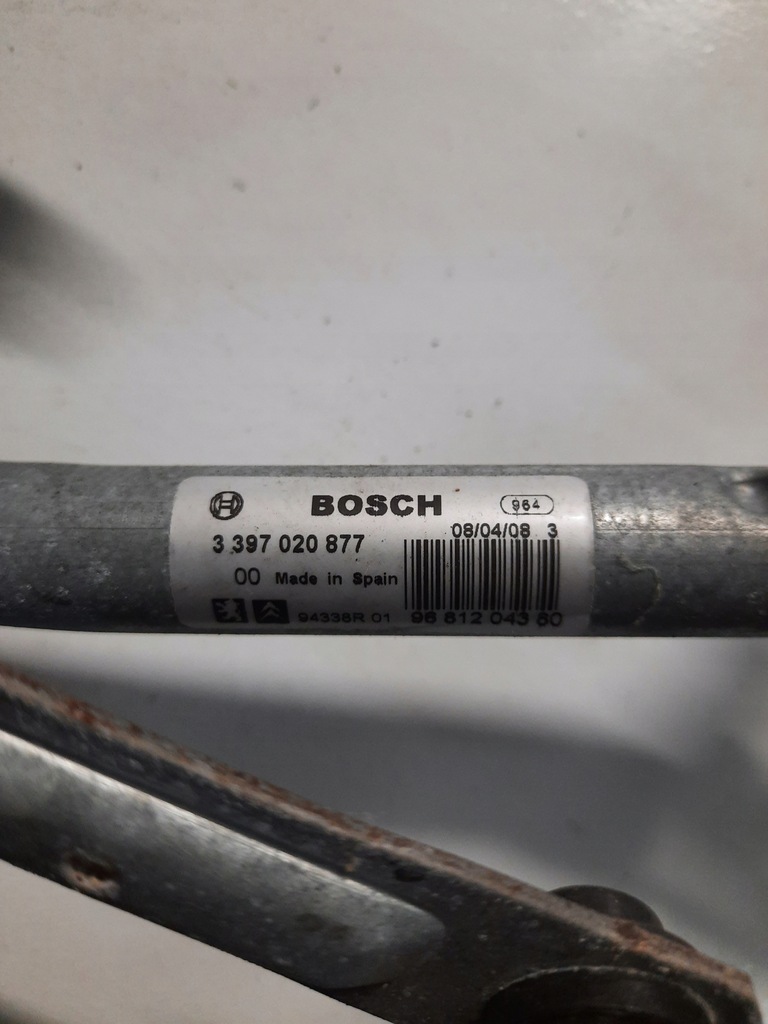 BOSCH 964
08/04/08 3
3 397 020 877
00 Made in Spain
94338R 01 96 812 043 80